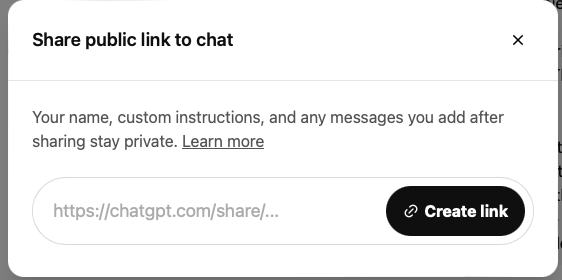 Share public link to chat
Your name, custom instructions, and any messages you add after
sharing stay private. Learn more
https://chatgpt.com/share/...
Create link